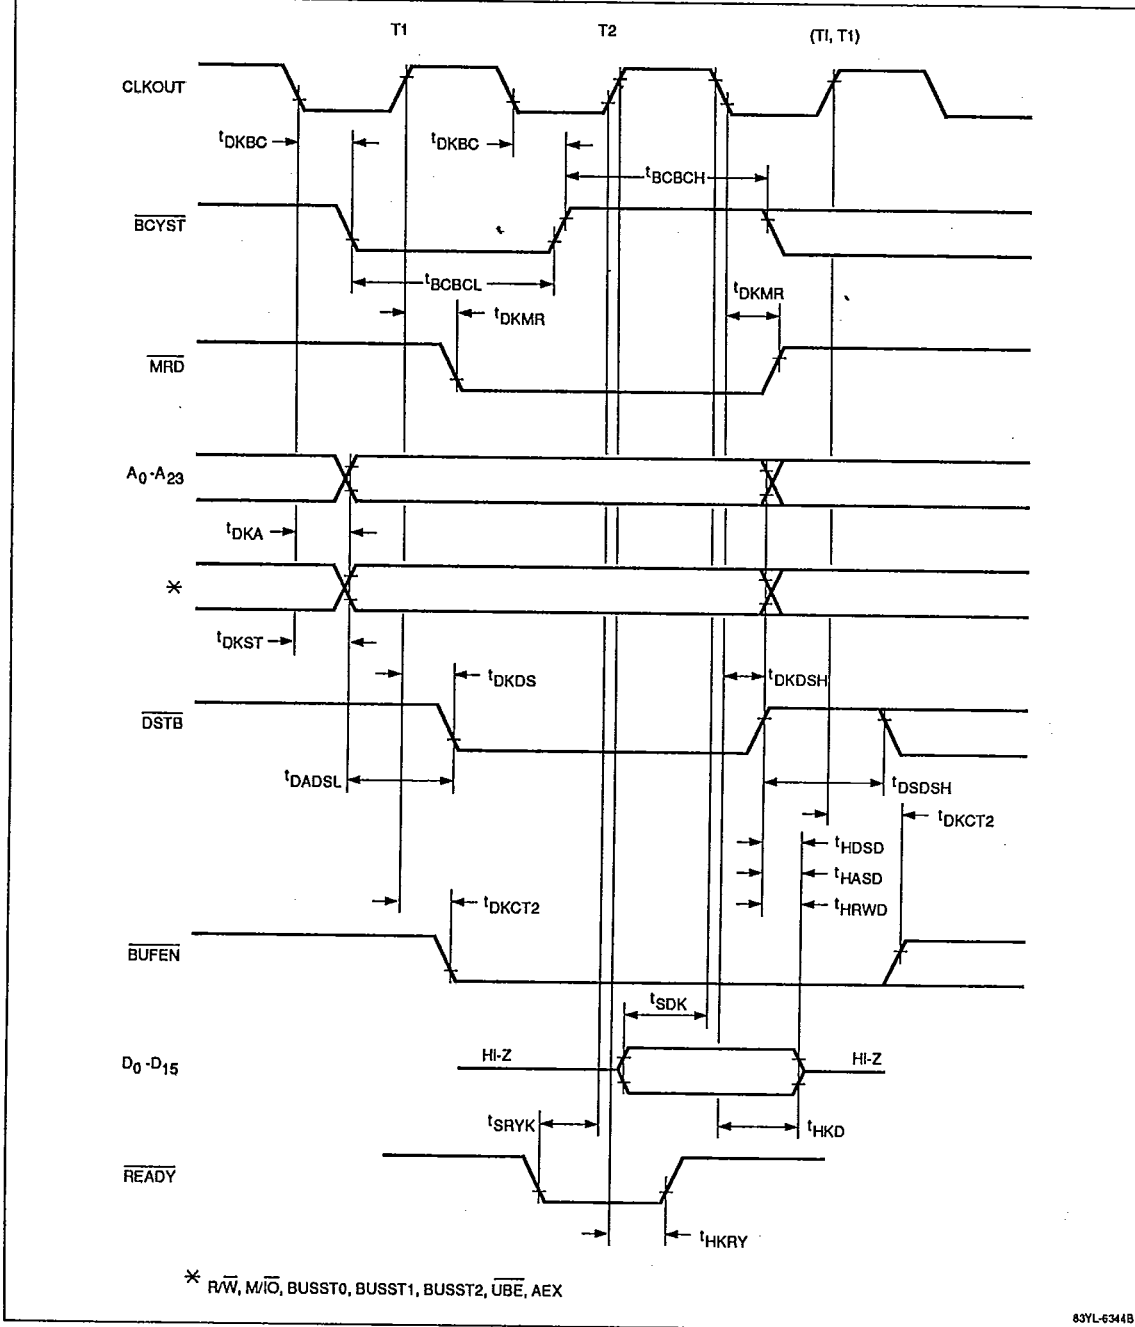 T1 T2 (TI, T1)
CLKOUT
tDKBC tDKBC
tBCBCH
BCYST
tBCBCL
tDKMR tDKMR
MRD
A0-A23
tDKA
*
tDKST
tDKDS tDKDSH
DSTB
tDADSL tDSDSH
tDKCT2
tHDSD
tHASD
tDKCT2 tHRWD
BUFEN
tSDK
D0-D15 HI-Z HI-Z
tSRYK tHKD
READY
tHKRY
* R/W, M/IO, BUSST0, BUSST1, BUSST2, UBE, AEX
83YL-6344B